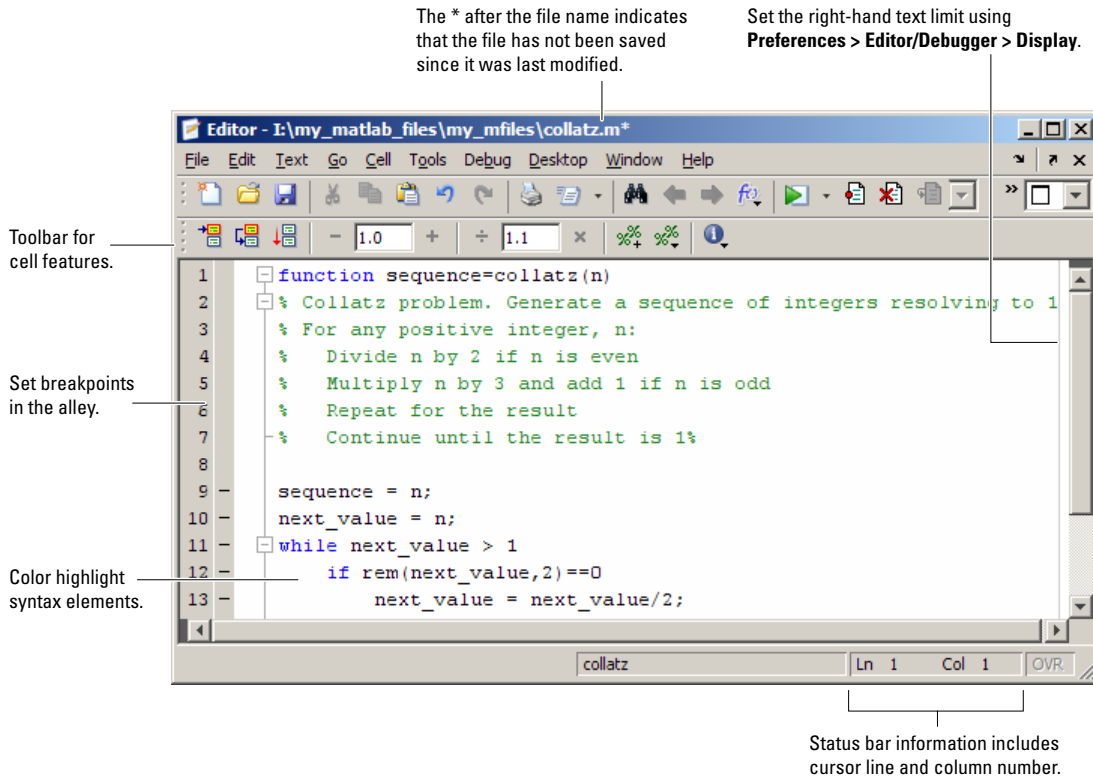 The * after the file name indicates
that the file has not been saved
since it was last modified.
Set the right-hand text limit using
Preferences > Editor/Debugger > Display.
Editor - I:\my_matlab_files\my_mfiles\collatz.m*
File Edit Text Go Cell Tools Debug Desktop Window Help
Toolbar for
cell features.
- 1.0 + ÷ 1.1 ×
1 function sequence=collatz(n)
2 % Collatz problem. Generate a sequence of integers resolving to 1
3 % For any positive integer, n:
4 %   Divide n by 2 if n is even
5 %   Multiply n by 3 and add 1 if n is odd
6 %   Repeat for the result
7 %   Continue until the result is 1%
8
9 - sequence = n;
10 - next_value = n;
11 - while next_value > 1
12 - if rem(next_value,2)==0
13 - next_value = next_value/2;
Set breakpoints
in the alley.
Color highlight
syntax elements.
collatz Ln 1 Col 1 OVR
Status bar information includes
cursor line and column number.